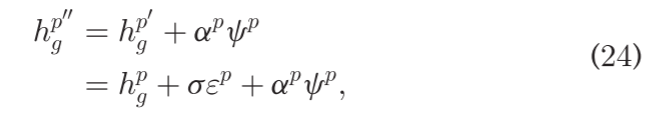 h_g^{p''} = h_g^{p'} + α^p ψ^p
= h_g^p + σε^p + α^p ψ^p, (24)